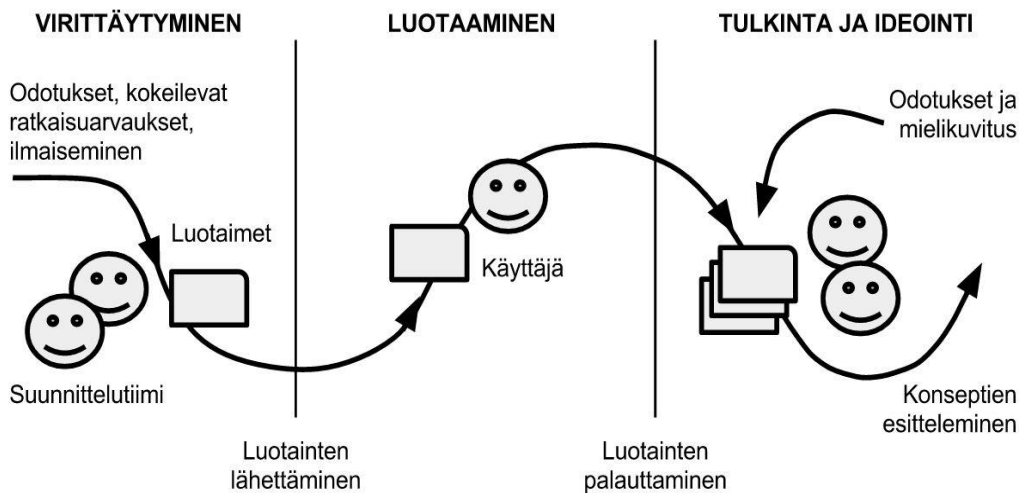 VIRITTÄYTYMINEN
LUOTAAMINEN
TULKINTA JA IDEOINTI
Odotukset, kokeilevat
ratkaisuarvaukset,
ilmaiseminen
Luotaimet
Suunnittelutiimi
Luotainten
lähettäminen
Käyttäjä
Luotainten
palauttaminen
Odotukset ja
mielikuvitus
Konseptien
esitteleminen